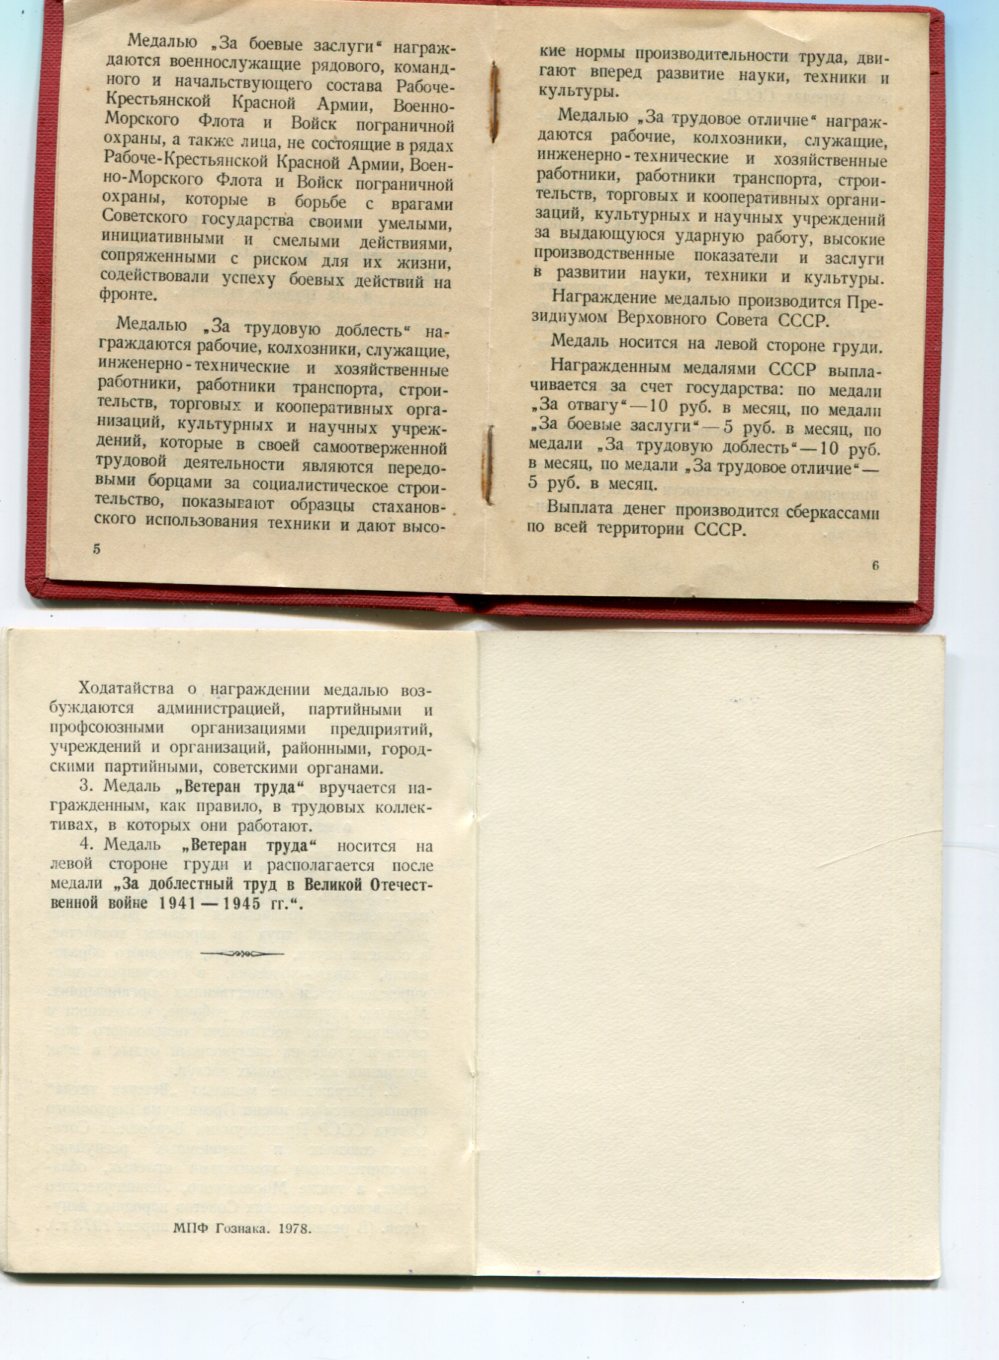 Медалью „За боевые заслуги“ награж-
даются военнослужащие рядового, команд-
ного и начальствующего состава Рабоче-
Крестьянской Красной Армии, Военно-
Морского Флота и Войск пограничной
охраны, а также лица, не состоящие в рядах
Рабоче-Крестьянской Красной Армии, Воен-
но-Морского Флота и Войск пограничной
охраны, которые в борьбе с врагами
Советского государства своими умелыми,
инициативными и смелыми действиями,
сопряженными с риском для их жизни,
содействовали успеху боевых действий на
фронте.
Медалью „За трудовую доблесть“ на-
граждаются рабочие, колхозники, служащие,
инженерно-технические и хозяйственные
работники, работники транспорта, строи-
тельств, торговых и кооперативных орга-
низаций, культурных и научных учреж-
дений, которые в своей самоотверженной
трудовой деятельности являются передо-
выми борцами за социалистическое строи-
тельство, показывают образцы стаханов-
ского использования техники и дают высо-
5
кие нормы производительности труда, дви-
гают вперед развитие науки, техники и
культуры.
Медалью „За трудовое отличие“ награж-
даются рабочие, колхозники, служащие,
инженерно-технические и хозяйственные
работники, работники транспорта, строи-
тельств, торговых и кооперативных органи-
заций, культурных и научных учреждений
за выдающуюся ударную работу, высокие
производственные показатели и заслуги
в развитии науки, техники и культуры.
Награждение медалью производится Пре-
зидиумом Верховного Совета СССР.
Медаль носится на левой стороне груди.
Награжденным медалями СССР выпла-
чивается за счет государства: по медали
„За отвагу“—10 руб. в месяц, по медали
„За боевые заслуги“—5 руб. в месяц, по
медали „За трудовую доблесть“—10 руб.
в месяц, по медали „За трудовое отличие“—
5 руб. в месяц.
Выплата денег производится сберкассами
по всей территории СССР.
6
Ходатайства о награждении медалью воз-
буждаются администрацией, партийными и
профсоюзными организациями предприятий,
учреждений и организаций, районными, город-
скими партийными, советскими органами.
3. Медаль „Ветеран труда“ вручается на-
гражденным, как правило, в трудовых коллек-
тивах, в которых они работают.
4. Медаль „Ветеран труда“ носится на
левой стороне груди и располагается после
медали „За доблестный труд в Великой Отечест-
венной войне 1941—1945 гг.“.
МПФ Гознака. 1978.